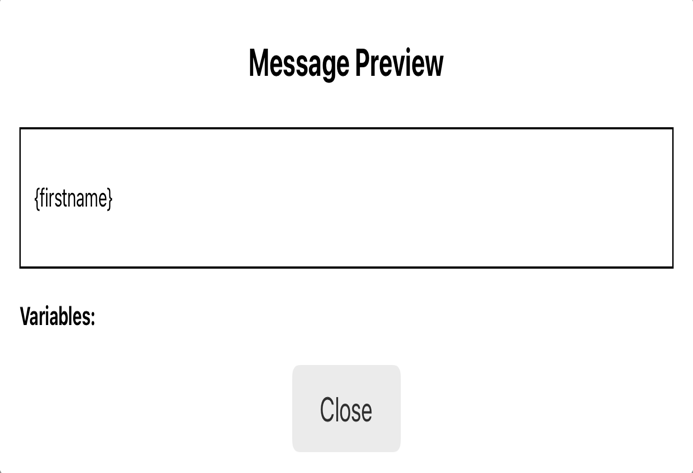 Message Preview
{firstname}
Variables:
Close